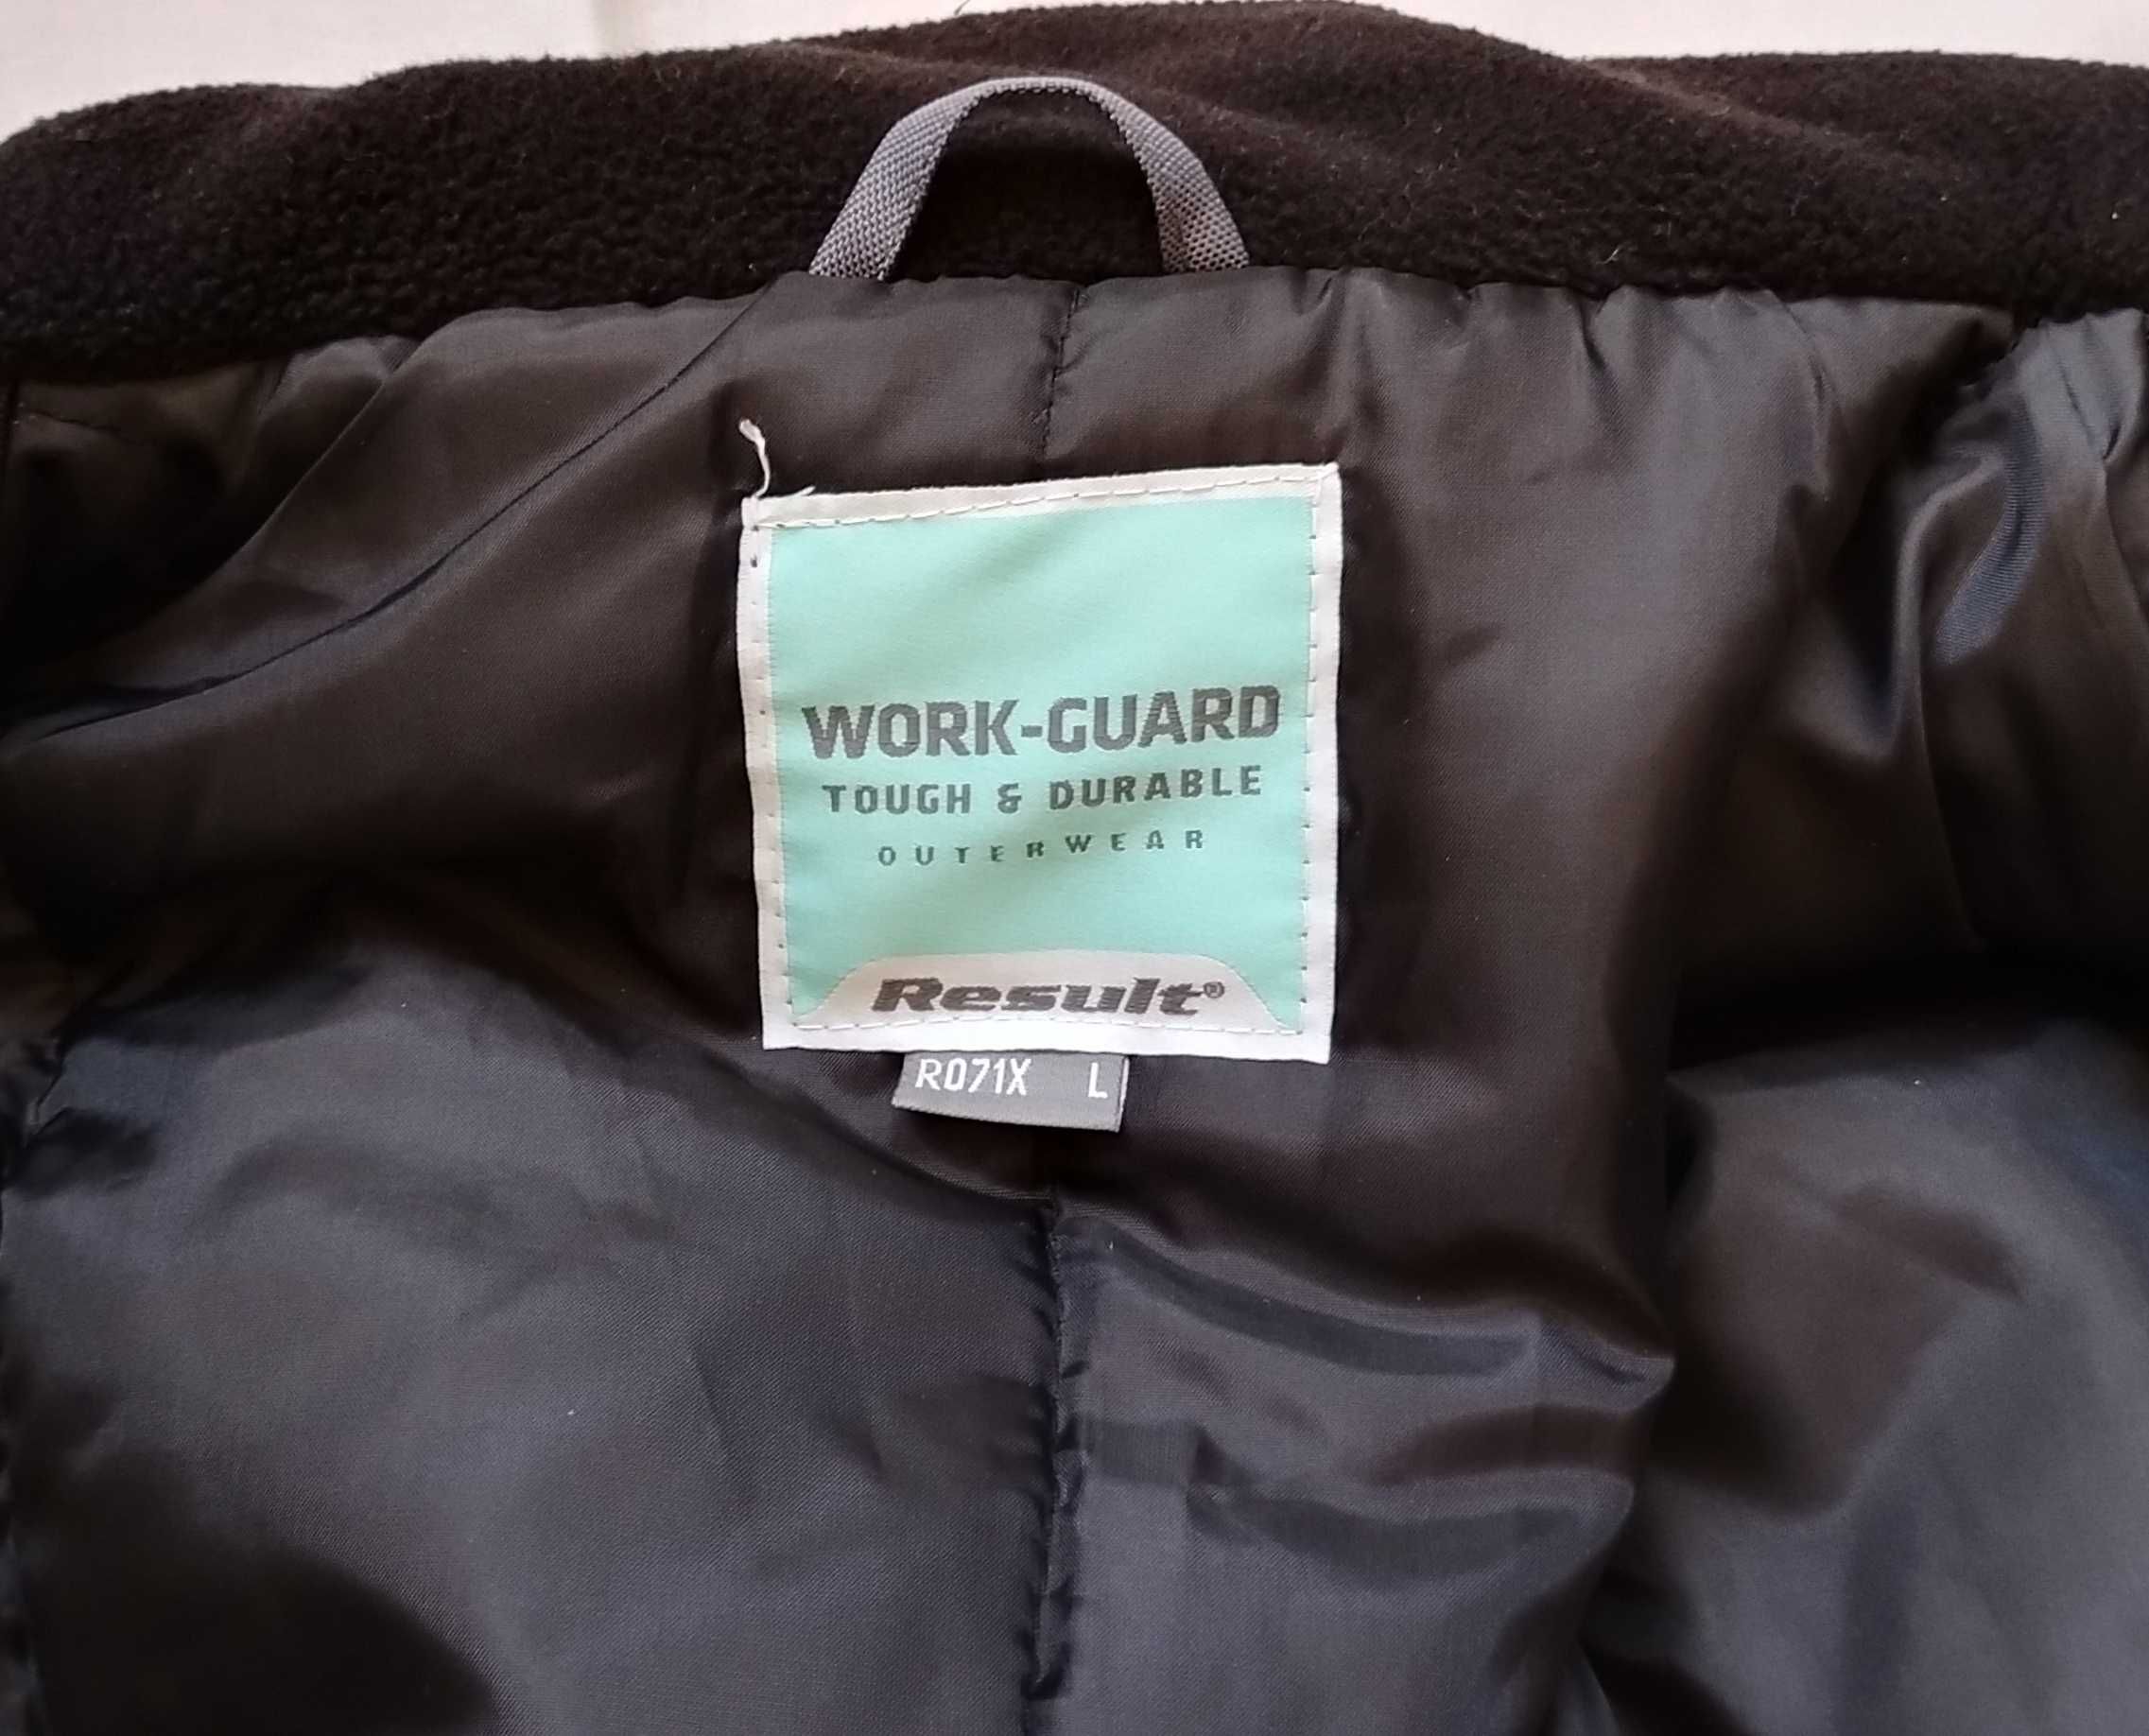 WORK-GUARD
TOUGH & DURABLE
OUTERWEAR
Result®
R071X L